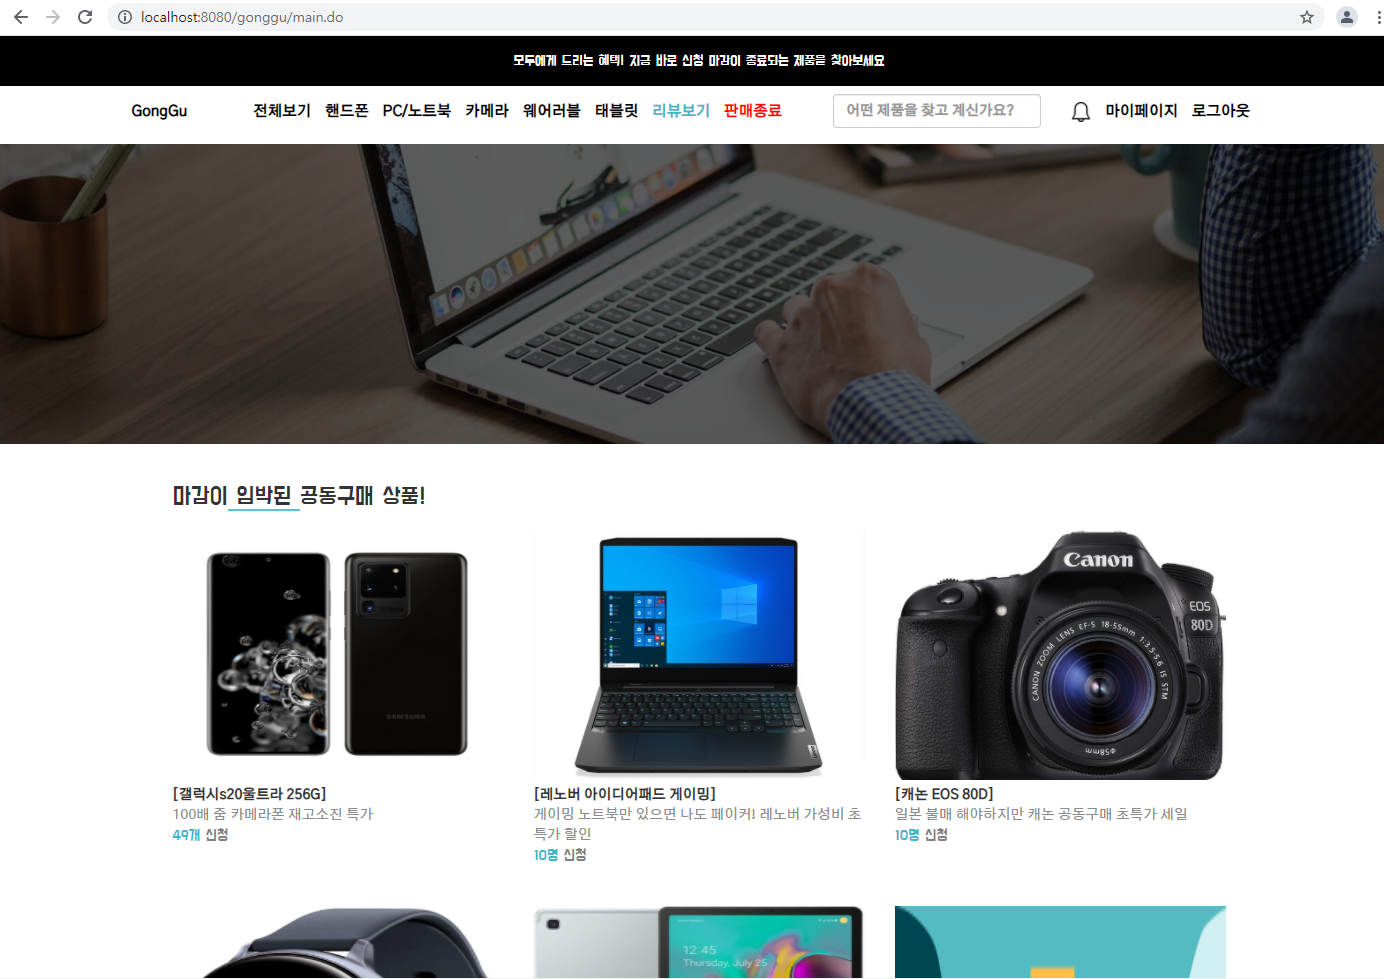 localhost:8080/gonggu/main.do
모두에게 드리는 혜택! 지금 바로 신청 마감이 종료되는 제품을 찾아보세요
GongGu 전체보기 핸드폰 PC/노트북 카메라 웨어러블 태블릿 리뷰보기 판매종료 어떤 제품을 찾고 계신가요? 마이페이지 로그아웃
마감이 임박된 공동구매 상품!
SAMSUNG
Lenovo
Canon
EOS
80D
CANON ZOOM LENS EF-S 18-55mm 1:3.5-5.6 IS STM
Φ58mm
[갤럭시s20울트라 256G]
100배 줌 카메라폰 재고소진 특가
49개 신청
[레노버 아이디어패드 게이밍]
게이밍 노트북만 있으면 나도 페이커! 레노버 가성비 초
특가 할인
10명 신청
[캐논 EOS 80D]
일본 불매 해야하지만 캐논 공동구매 초특가 세일
10명 신청
12:45
Thursday, July 25